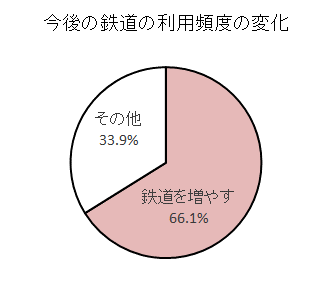 今後の鉄道の利用頻度の変化
その他
33.9%
鉄道を増やす
66.1%